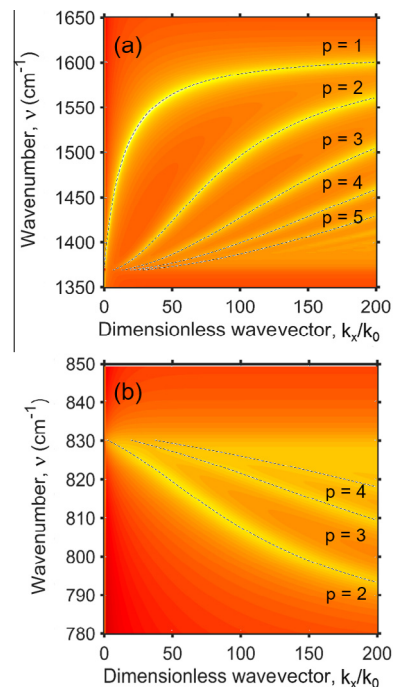 (a)
p = 1
p = 2
p = 3
p = 4
p = 5
1650
1600
1550
1500
1450
1400
1350
Wavenumber, ν (cm⁻¹)
0 50 100 150 200
Dimensionless wavevector, kₓ/k₀
(b)
p = 4
p = 3
p = 2
850
840
830
820
810
800
790
780
Wavenumber, ν (cm⁻¹)
0 50 100 150 200
Dimensionless wavevector, kₓ/k₀